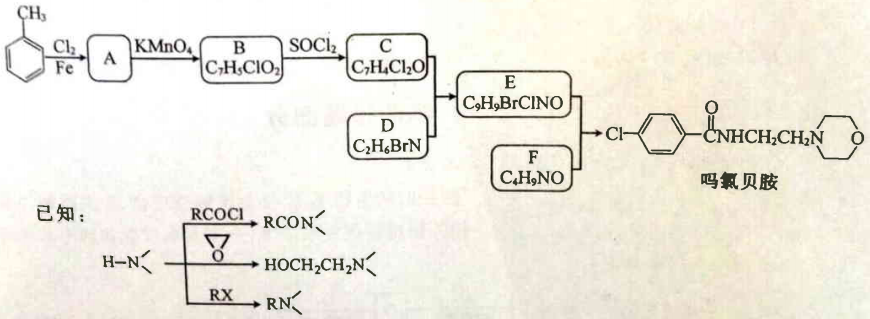 CH₃
Cl₂
Fe
A
KMnO₄
B
C₇H₅ClO₂
SOCl₂
C
C₇H₄Cl₂O
D
C₂H₆BrN
E
C₉H₉BrClNO
F
C₄H₉NO
Cl
O
CNHCH₂CH₂N
O
吗氯贝胺
已知：
H-N
RCOCl
RCON
O
HOCH₂CH₂N
RX
RN